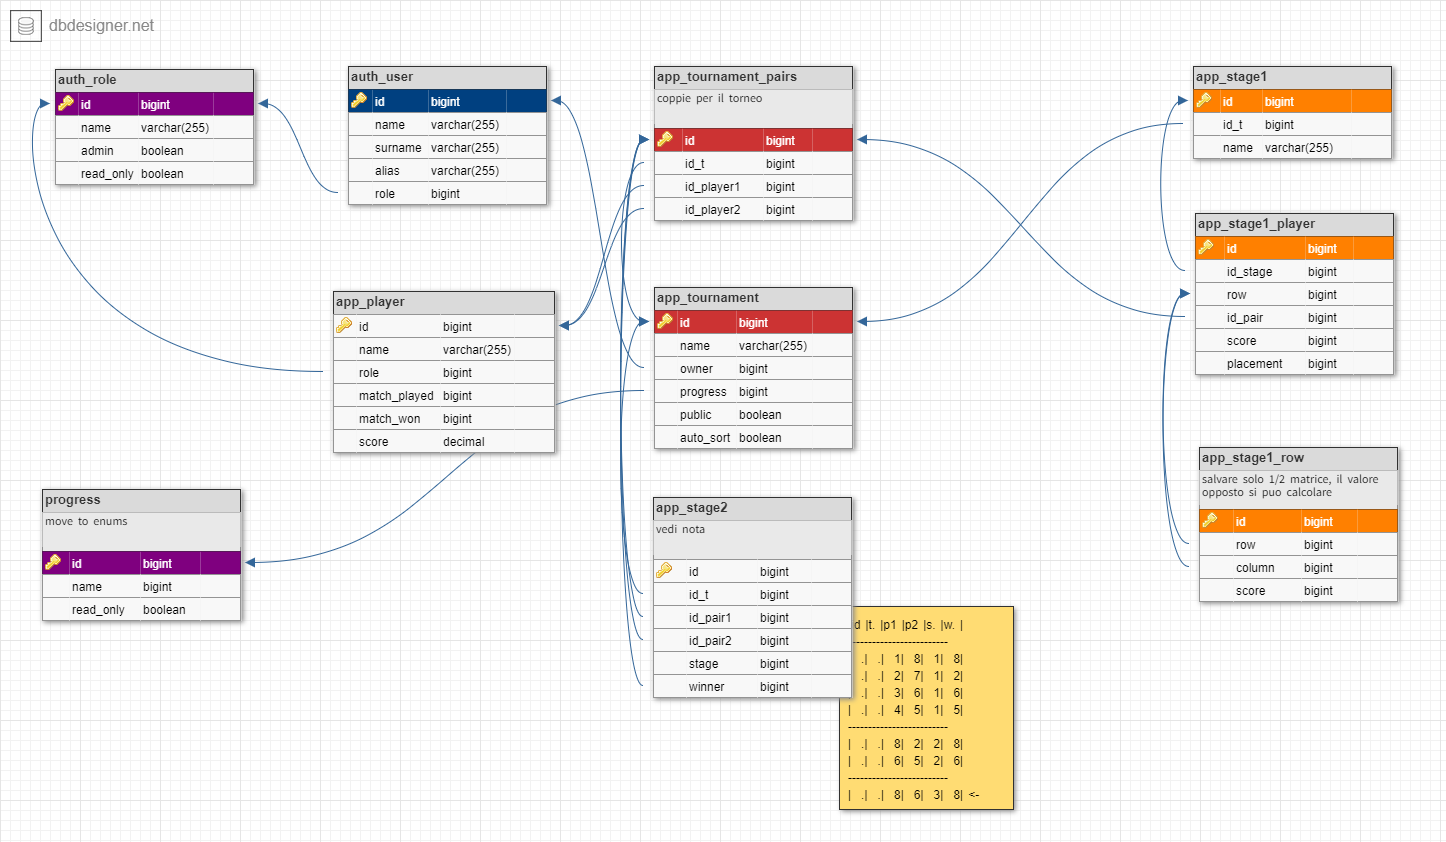 dbdesigner.net
auth_role
id bigint
name varchar(255)
admin boolean
read_only boolean
auth_user
id bigint
name varchar(255)
surname varchar(255)
alias varchar(255)
role bigint
app_tournament_pairs
coppie per il torneo
id bigint
id_t bigint
id_player1 bigint
id_player2 bigint
app_stage1
id bigint
id_t bigint
name varchar(255)
app_stage1_player
id bigint
id_stage bigint
row bigint
id_pair bigint
score bigint
placement bigint
app_player
id bigint
name varchar(255)
role bigint
match_played bigint
match_won bigint
score decimal
app_tournament
id bigint
name varchar(255)
owner bigint
progress bigint
public boolean
auto_sort boolean
app_stage1_row
salvare solo 1/2 matrice, il valore
opposto si puo calcolare
id bigint
row bigint
column bigint
score bigint
progress
move to enums
id bigint
name bigint
read_only boolean
app_stage2
vedi nota
id bigint
id_t bigint
id_pair1 bigint
id_pair2 bigint
stage bigint
winner bigint
d |t. |p1 |p2 |s. |w. |
-------------------------
.| .| 1| 8| 1| 8|
.| .| 2| 7| 1| 2|
.| .| 3| 6| 1| 6|
| .| .| 4| 5| 1| 5|
-------------------------
| .| .| 8| 2| 2| 8|
| .| .| 6| 5| 2| 6|
-------------------------
| .| .| 8| 6| 3| 8| <-